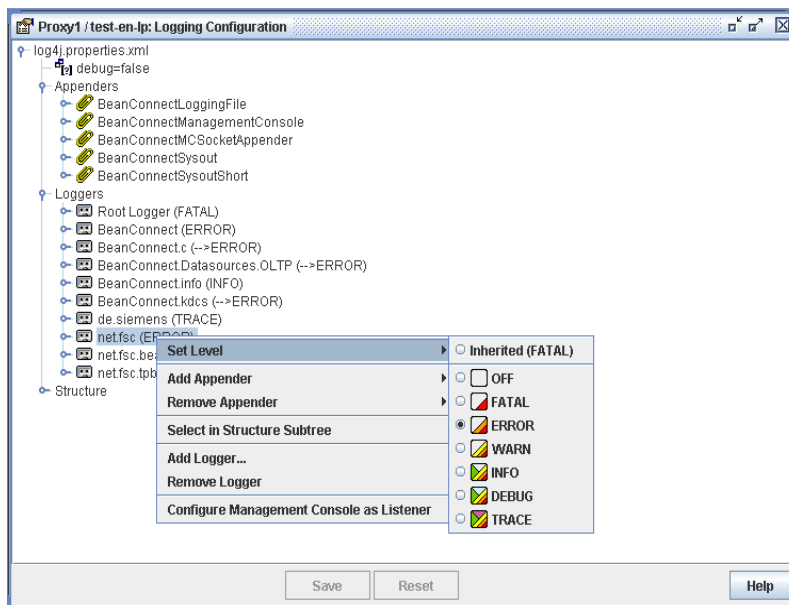 Proxy1 / test-en-lp: Logging Configuration
log4j.properties.xml
debug=false
Appenders
BeanConnectLoggingFile
BeanConnectManagementConsole
BeanConnectMCSocketAppender
BeanConnectSysout
BeanConnectSysoutShort
Loggers
Root Logger (FATAL)
BeanConnect (ERROR)
BeanConnect.c (-->ERROR)
BeanConnect.Datasources.OLTP (-->ERROR)
BeanConnect.info (INFO)
BeanConnect.kdcs (-->ERROR)
de.siemens (TRACE)
net.fsc (ERROR)
net.fsc.bea
net.fsc.tpb
Structure
Set Level
Add Appender
Remove Appender
Select in Structure Subtree
Add Logger...
Remove Logger
Configure Management Console as Listener
Inherited (FATAL)
OFF
FATAL
ERROR
WARN
INFO
DEBUG
TRACE
Save Reset Help